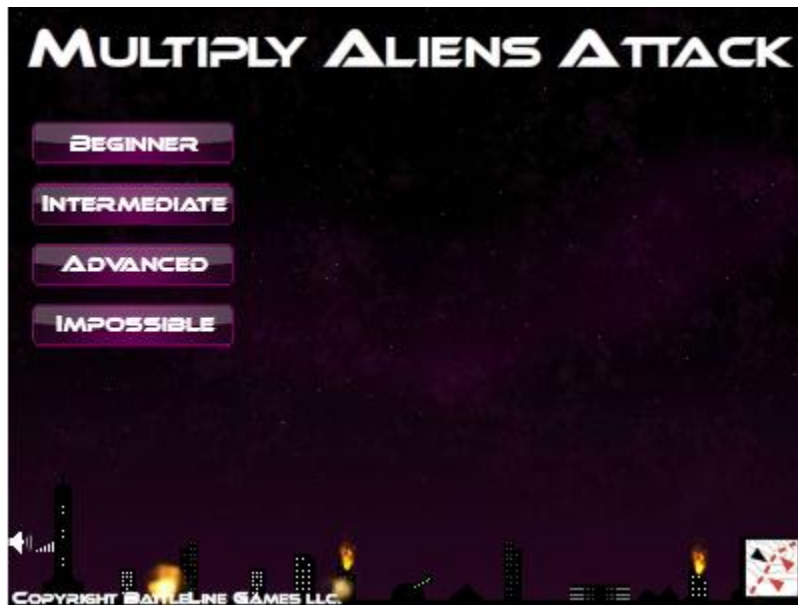 Multiply Aliens Attack
Beginner
Intermediate
Advanced
Impossible
Copyright BattleLine Games LLC.